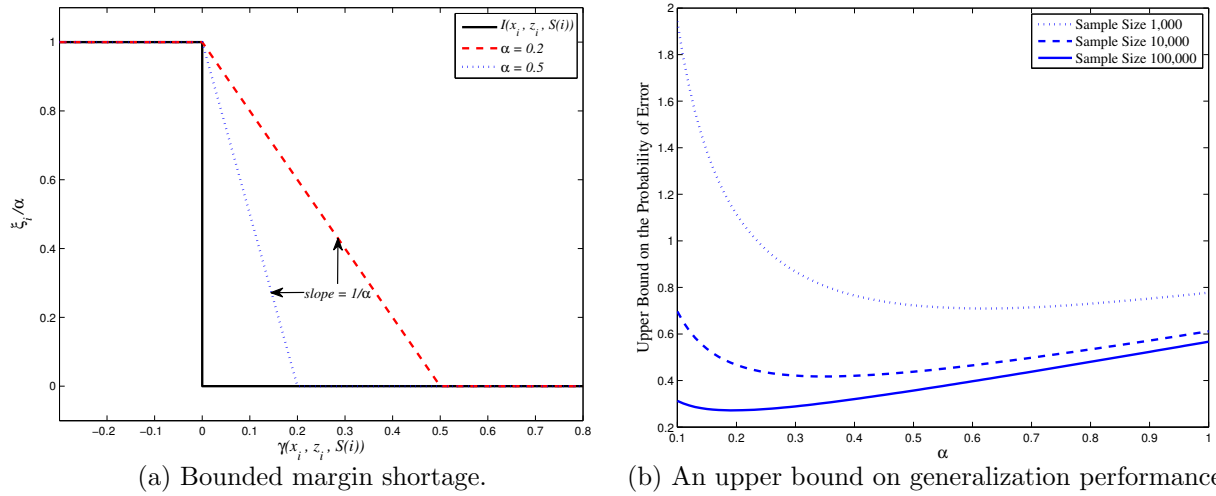 I(x_i, z_i, S(i))
α = 0.2
α = 0.5
1
0.8
0.6
0.4
0.2
0
ξ_i/α
slope = 1/α
−0.2 −0.1 0 0.1 0.2 0.3 0.4 0.5 0.6 0.7 0.8
γ(x_i, z_i, S(i))
(a) Bounded margin shortage.
Sample Size 1,000
Sample Size 10,000
Sample Size 100,000
2
1.8
1.6
1.4
1.2
1
0.8
0.6
0.4
0.2
Upper Bound on the Probability of Error
0.1 0.2 0.3 0.4 0.5 0.6 0.7 0.8 0.9 1
α
(b) An upper bound on generalization performance